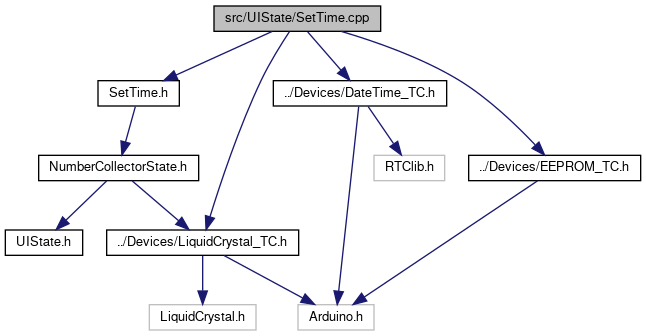 src/UIState/SetTime.cpp
SetTime.h
../Devices/DateTime_TC.h
NumberCollectorState.h
RTClib.h
../Devices/EEPROM_TC.h
UIState.h
../Devices/LiquidCrystal_TC.h
LiquidCrystal.h
Arduino.h